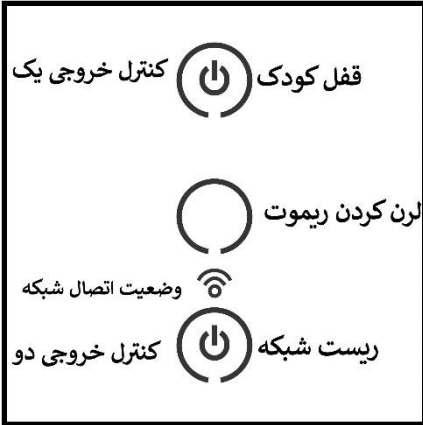 قفل کودک کنترل خروجی یک
لرن کردن ریموت
وضعیت اتصال شبکه
ریست شبکه کنترل خروجی دو